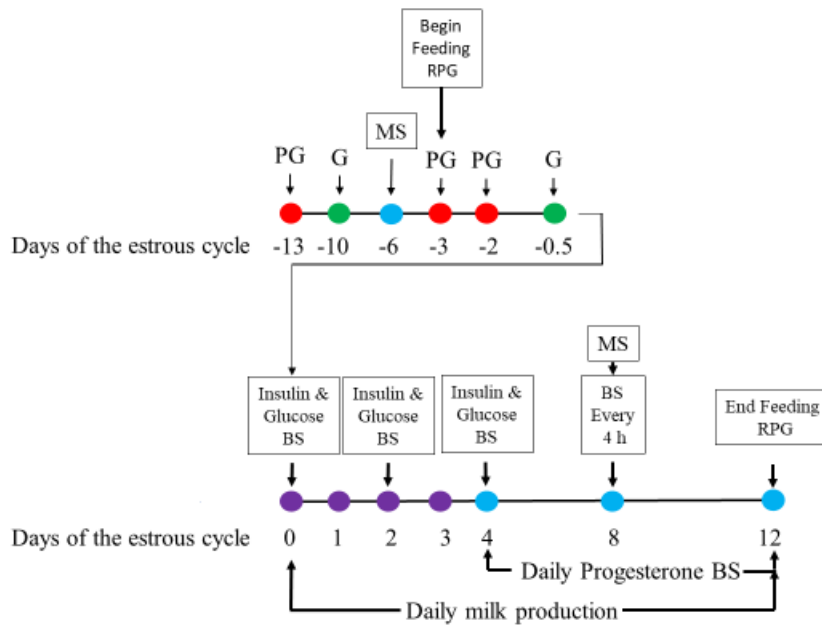 Begin
Feeding
RPG
MS
PG G PG PG G
Days of the estrous cycle -13 -10 -6 -3 -2 -0.5
MS
Insulin &
Glucose
BS
Insulin &
Glucose
BS
Insulin &
Glucose
BS
BS
Every
4 h
End Feeding
RPG
Days of the estrous cycle 0 1 2 3 4 8 12
Daily Progesterone BS
Daily milk production